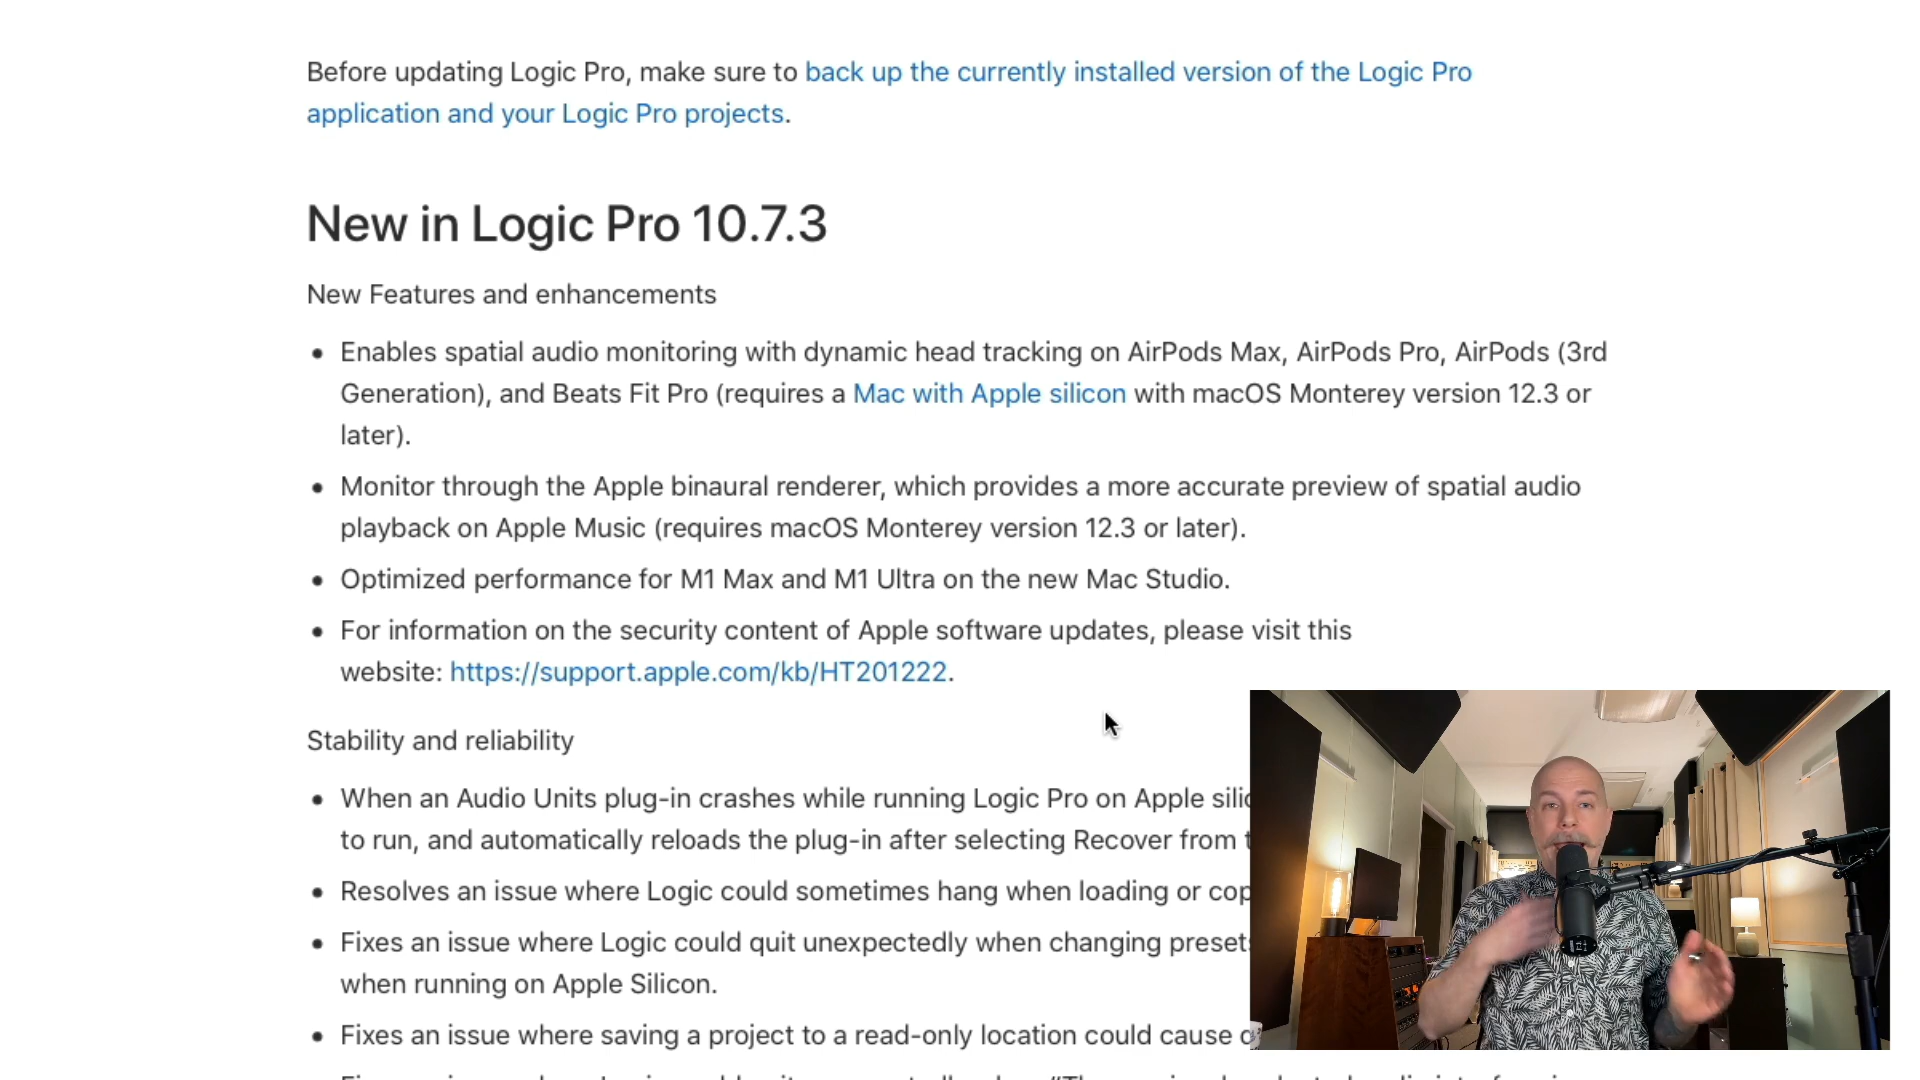 Before updating Logic Pro, make sure to back up the currently installed version of the Logic Pro
application and your Logic Pro projects.
New in Logic Pro 10.7.3
New Features and enhancements
• Enables spatial audio monitoring with dynamic head tracking on AirPods Max, AirPods Pro, AirPods (3rd
Generation), and Beats Fit Pro (requires a Mac with Apple silicon with macOS Monterey version 12.3 or
later).
• Monitor through the Apple binaural renderer, which provides a more accurate preview of spatial audio
playback on Apple Music (requires macOS Monterey version 12.3 or later).
• Optimized performance for M1 Max and M1 Ultra on the new Mac Studio.
• For information on the security content of Apple software updates, please visit this
website: https://support.apple.com/kb/HT201222.
Stability and reliability
• When an Audio Units plug-in crashes while running Logic Pro on Apple
to run, and automatically reloads the plug-in after selecting Recover from
• Resolves an issue where Logic could sometimes hang when loading or
• Fixes an issue where Logic could quit unexpectedly when changing
when running on Apple Silicon.
• Fixes an issue where saving a project to a read-only location could cause